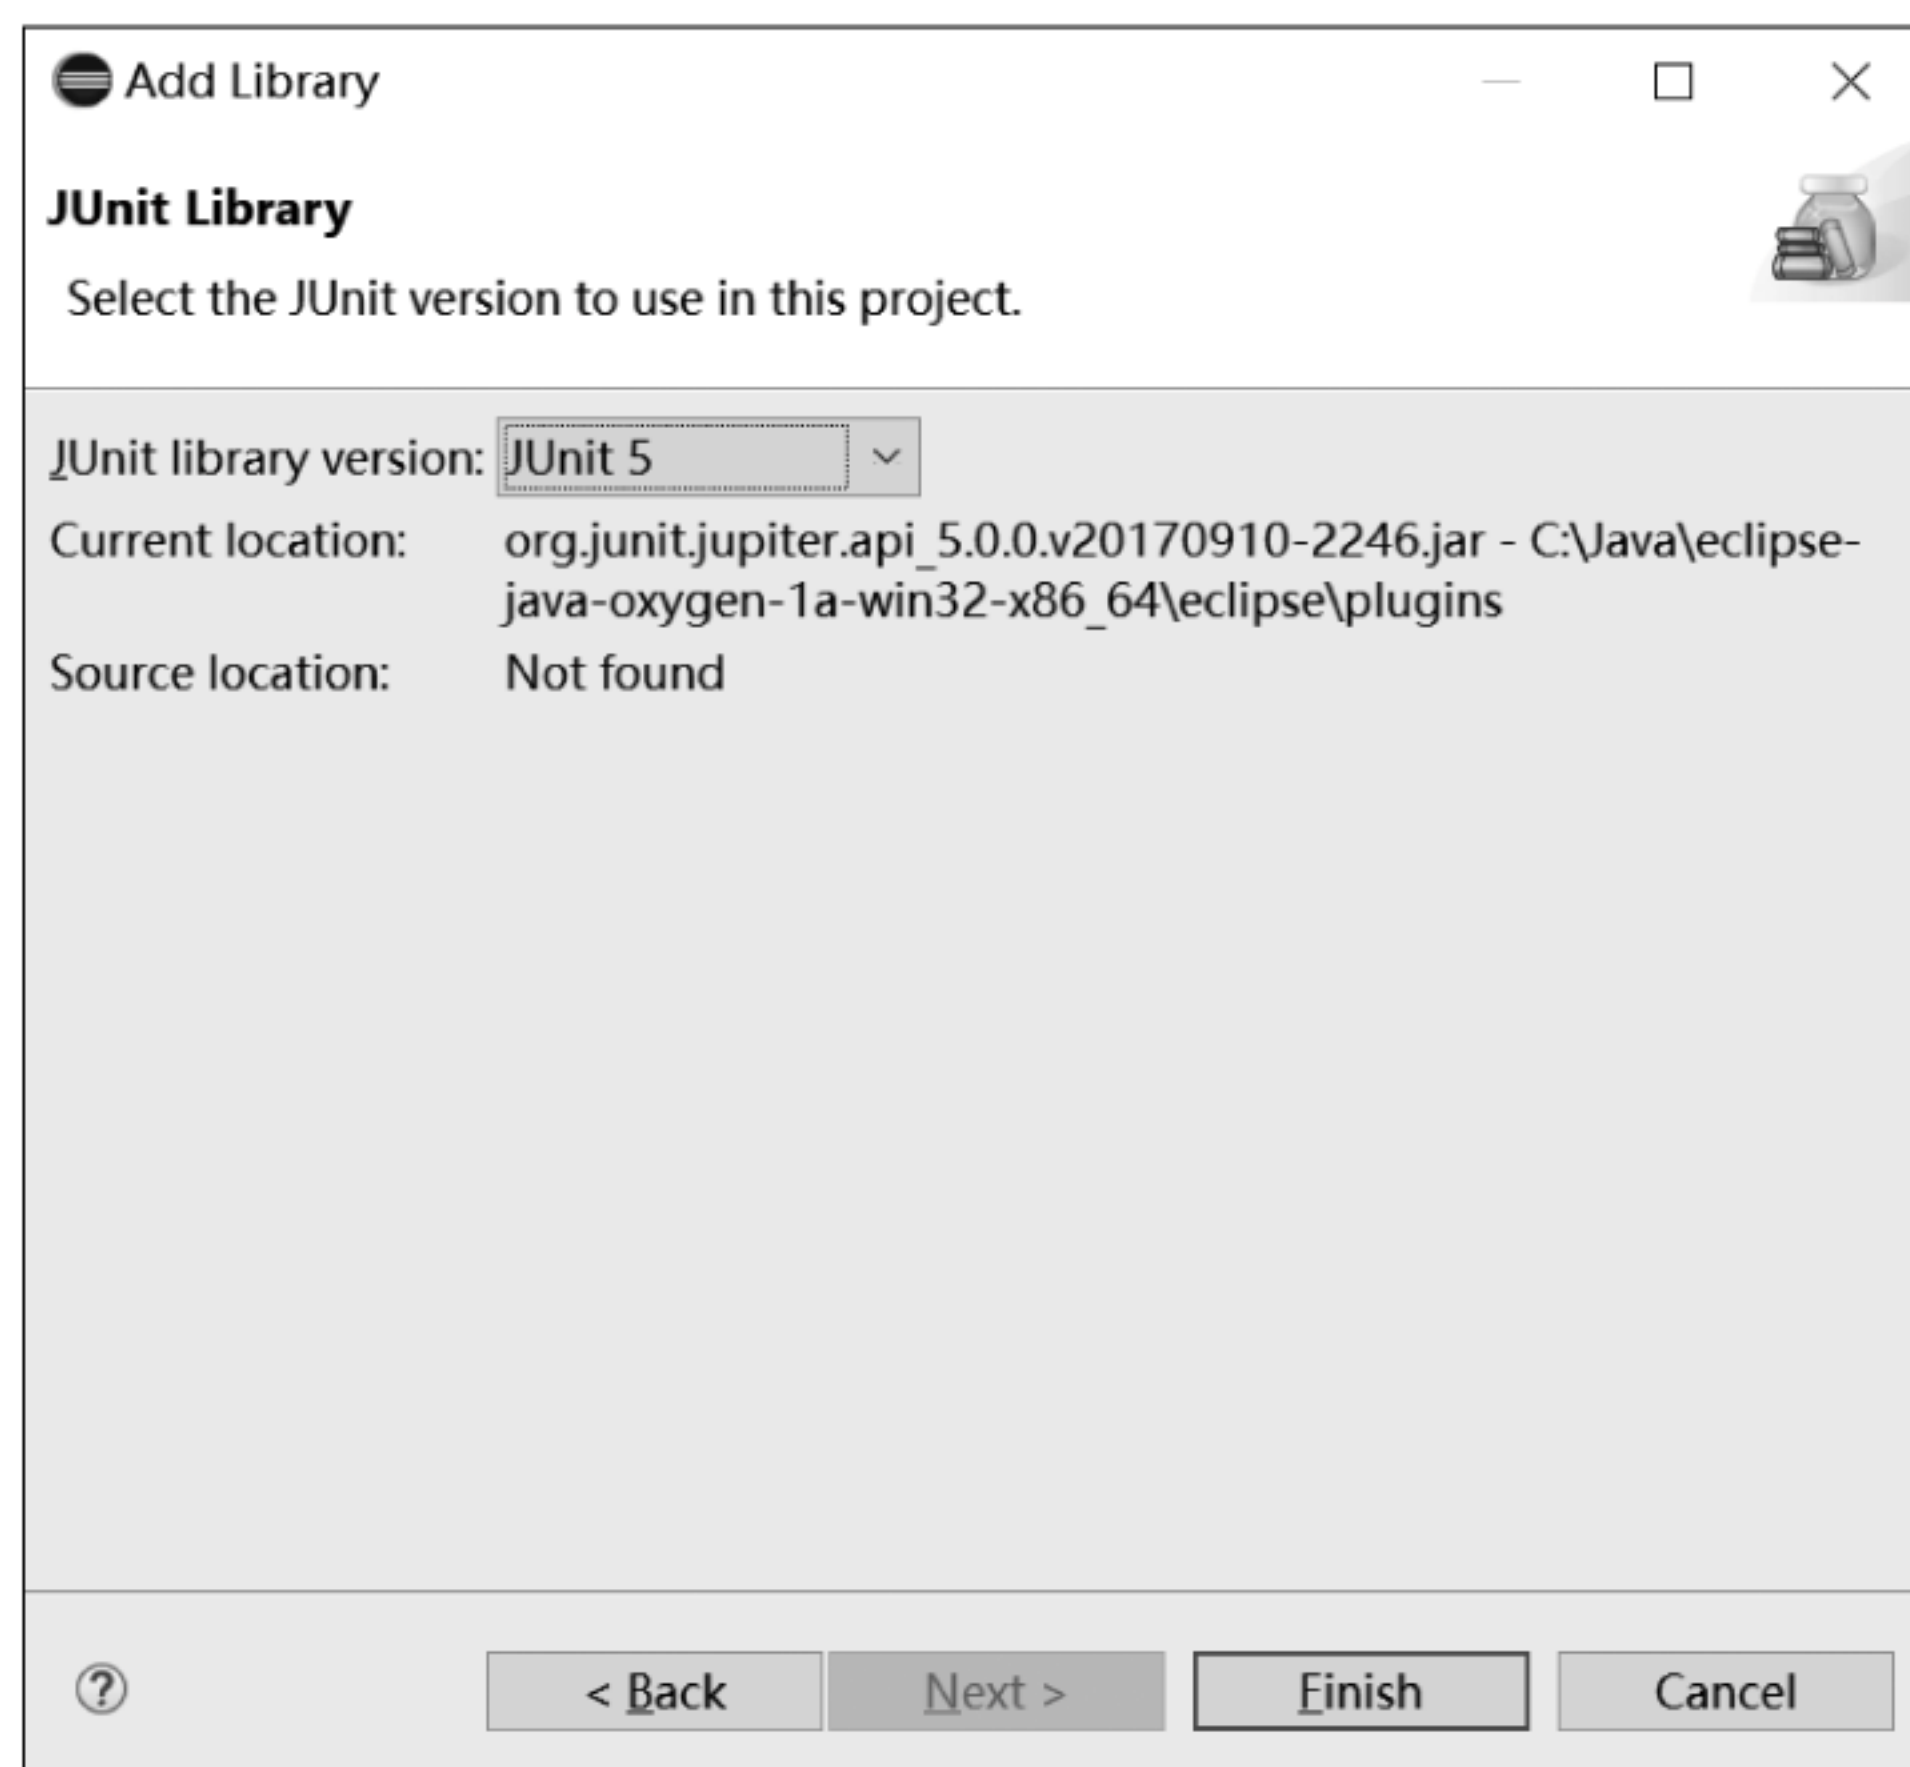 Add Library
JUnit Library
Select the JUnit version to use in this project.
JUnit library version: JUnit 5
Current location: org.junit.jupiter.api_5.0.0.v20170910-2246.jar - C:\Java\eclipse-
java-oxygen-1a-win32-x86_64\eclipse\plugins
Source location: Not found
? < Back Next > Finish Cancel